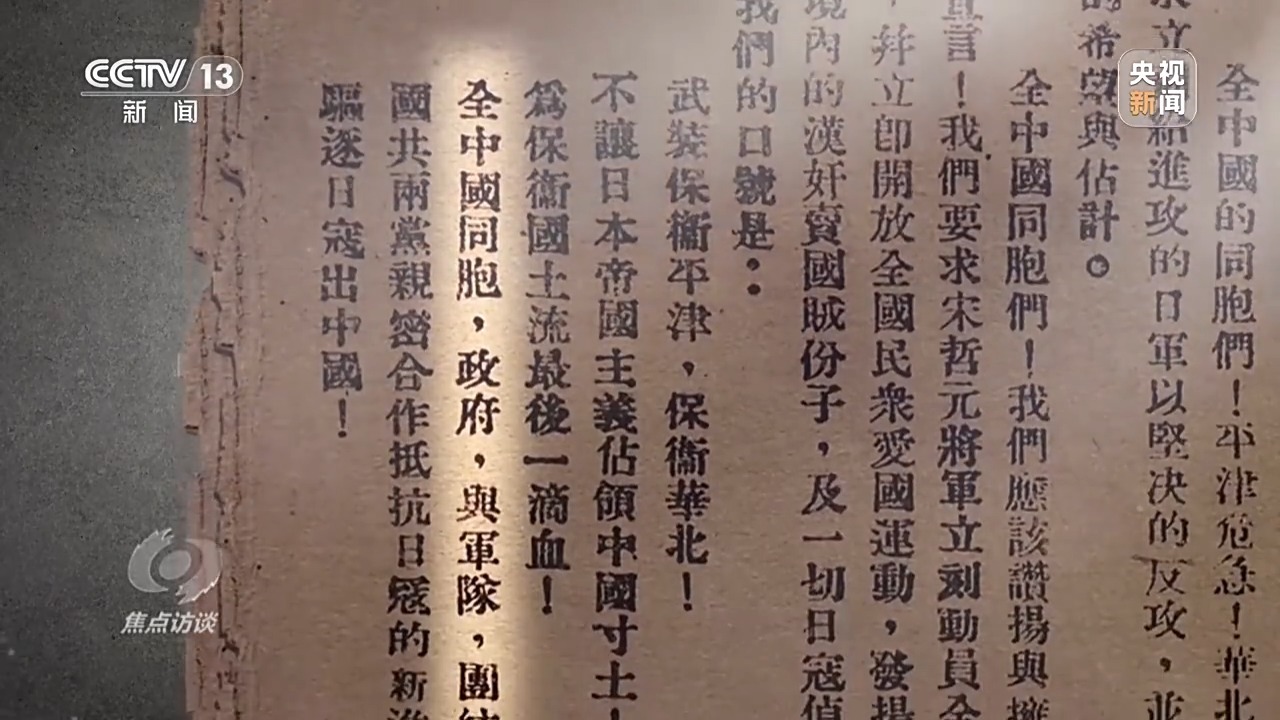 CCTV 13
新闻
央视
新闻
全中國的同胞們！平津危急！華北
給進攻的日軍以堅决的反攻，並
的希望與佔計。
全中國同胞們！我們應該讚揚與擁
宣言！我們要求宋哲元將軍立刻動員全
，并立即開放全國民衆愛國運動，發揚
境內的漢奸賣國賊份子，及一切日寇偵
我們的口號是：
武裝保衞平津，保衞華北！
不讓日本帝國主義佔領中國寸土！
爲保衞國土流最後一滴血！
全中國同胞，政府，與軍隊，團結
國共兩黨親密合作抵抗日寇的新進
驅逐日寇出中國！
焦点访谈